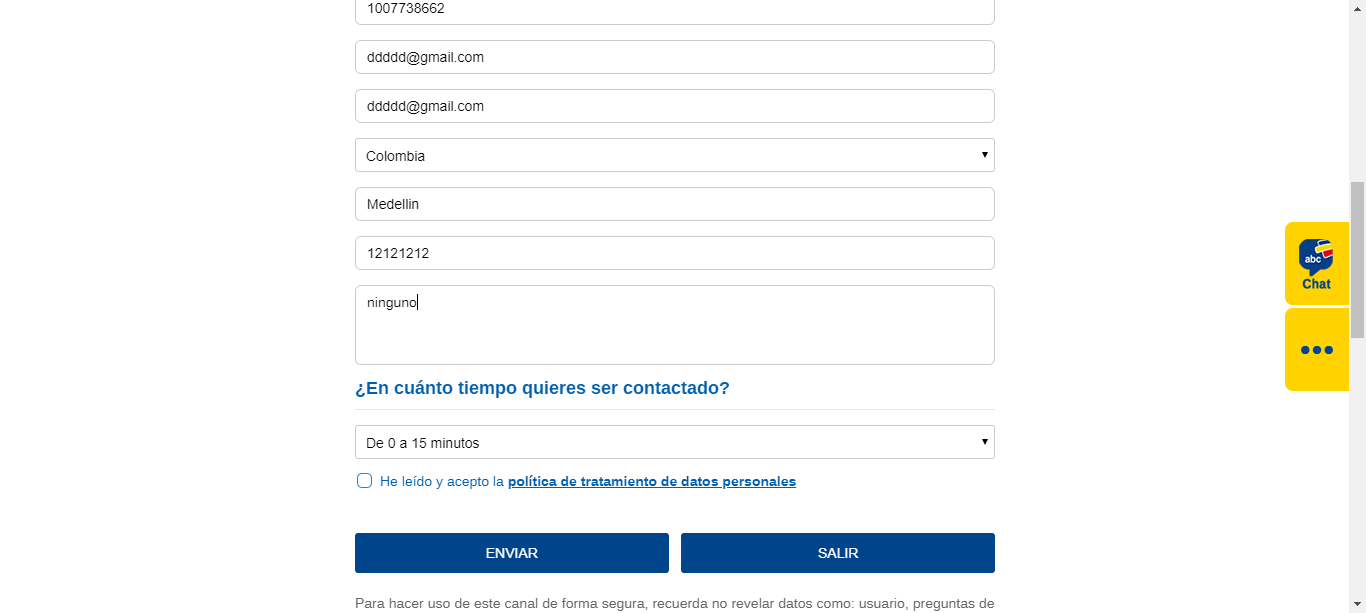 1007738662
ddddd@gmail.com
ddddd@gmail.com
Colombia
Medellin
12121212
ninguno
¿En cuánto tiempo quieres ser contactado?
De 0 a 15 minutos
He leído y acepto la política de tratamiento de datos personales
ENVIAR SALIR
Para hacer uso de este canal de forma segura, recuerda no revelar datos como: usuario, preguntas de
abc
Chat